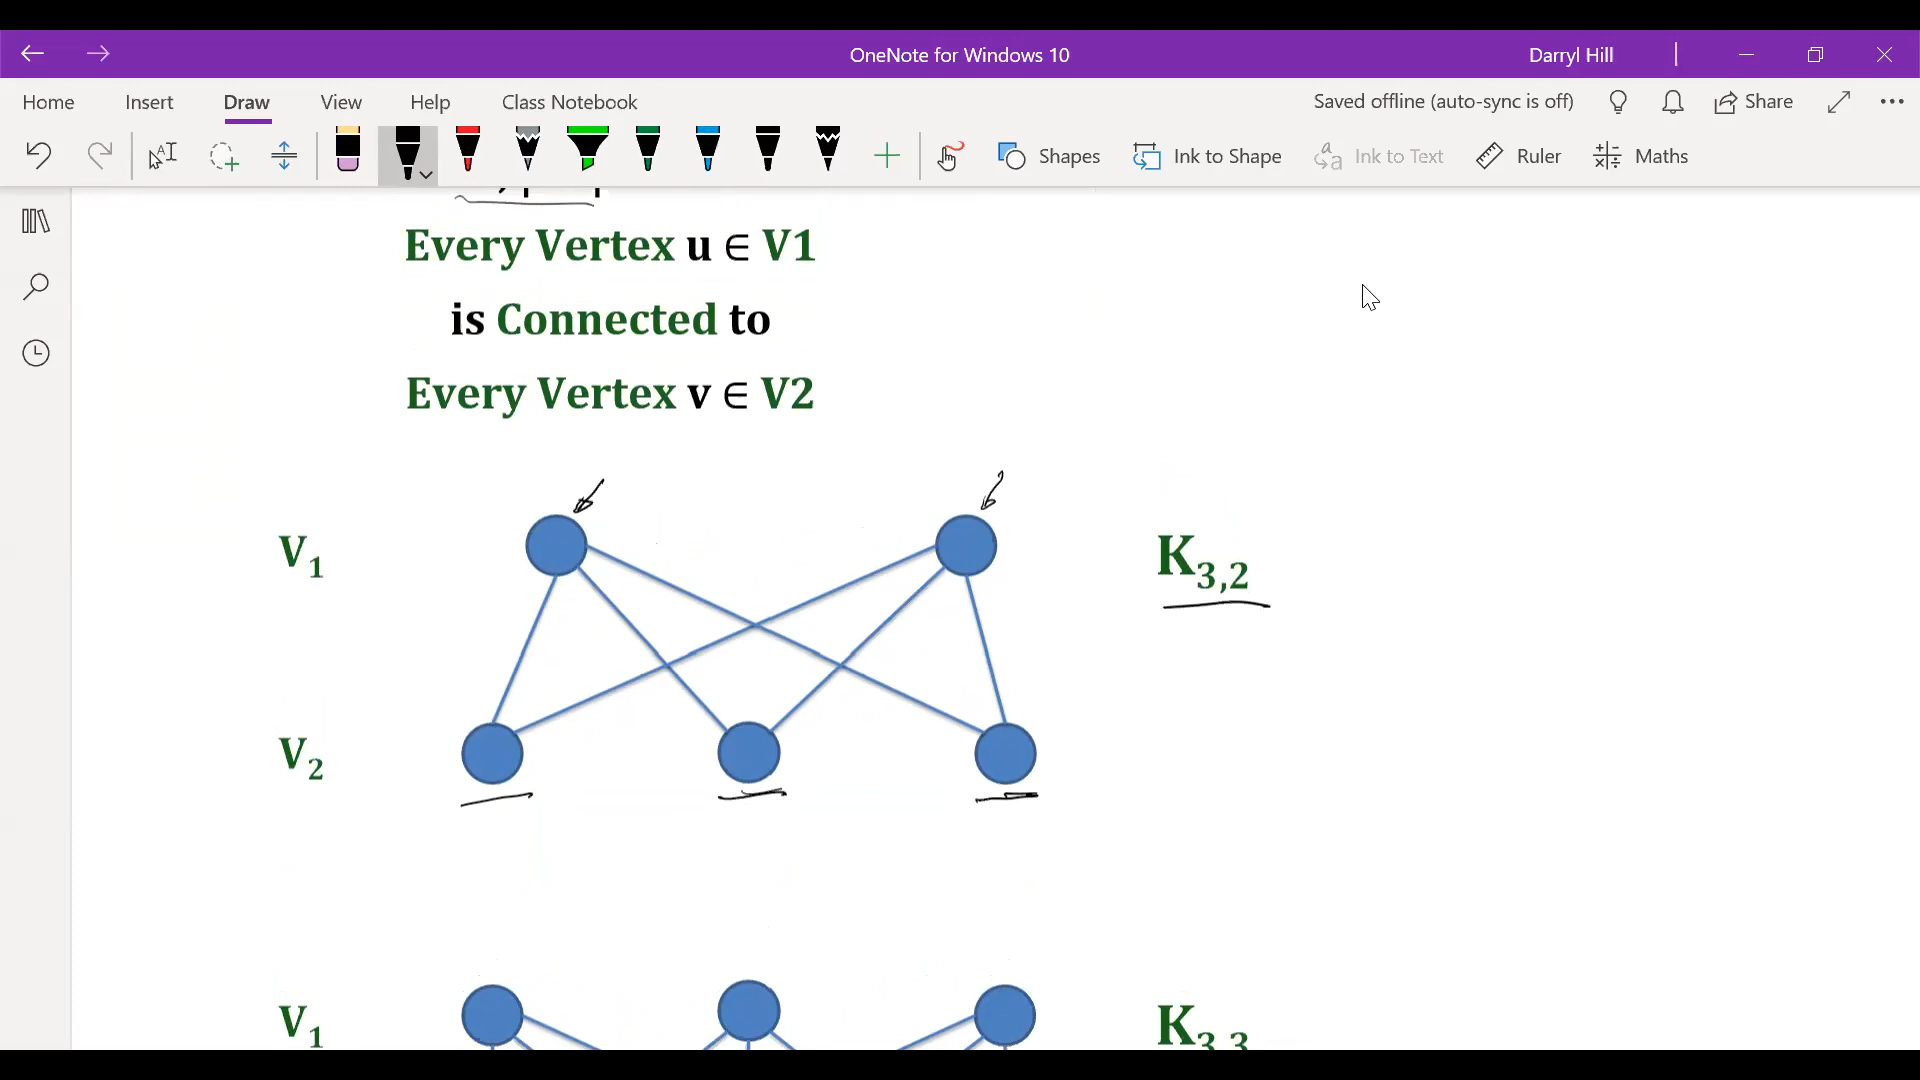 OneNote for Windows 10
Darryl Hill
Home Insert Draw View Help Class Notebook
Saved offline (auto-sync is off) Share
Shapes Ink to Shape Ink to Text Ruler Maths
Every Vertex u ∈ V1
is Connected to
Every Vertex v ∈ V2
V1
K3,2
V2
V1
K3,3